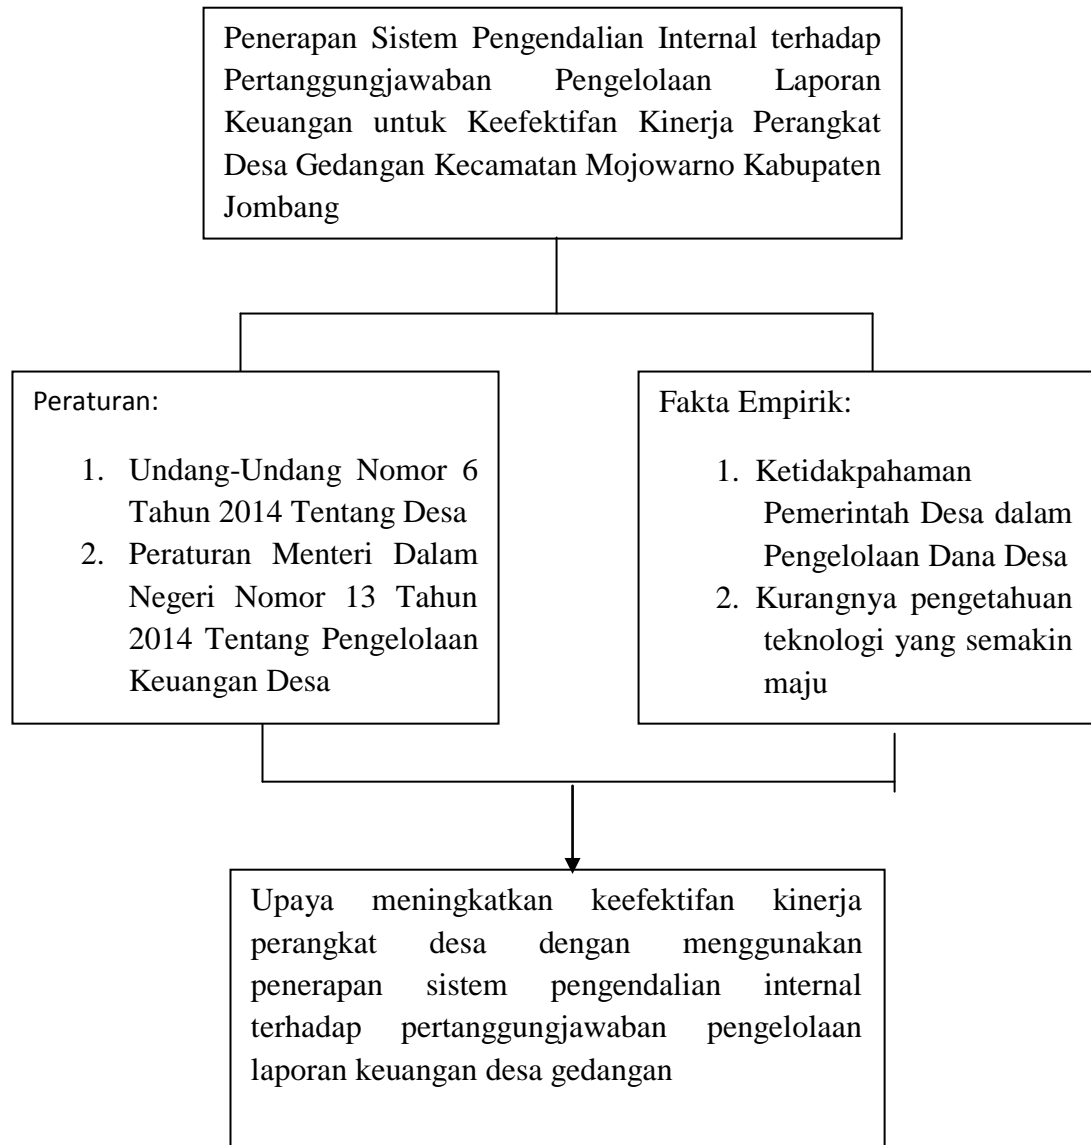 Penerapan Sistem Pengendalian Internal terhadap
Pertanggungjawaban Pengelolaan Laporan
Keuangan untuk Keefektifan Kinerja Perangkat
Desa Gedangan Kecamatan Mojowarno Kabupaten
Jombang
Peraturan:
1. Undang-Undang Nomor 6
Tahun 2014 Tentang Desa
2. Peraturan Menteri Dalam
Negeri Nomor 13 Tahun
2014 Tentang Pengelolaan
Keuangan Desa
Fakta Empirik:
1. Ketidakpahaman
Pemerintah Desa dalam
Pengelolaan Dana Desa
2. Kurangnya pengetahuan
teknologi yang semakin
maju
Upaya meningkatkan keefektifan kinerja
perangkat desa dengan menggunakan
penerapan sistem pengendalian internal
terhadap pertanggungjawaban pengelolaan
laporan keuangan desa gedangan